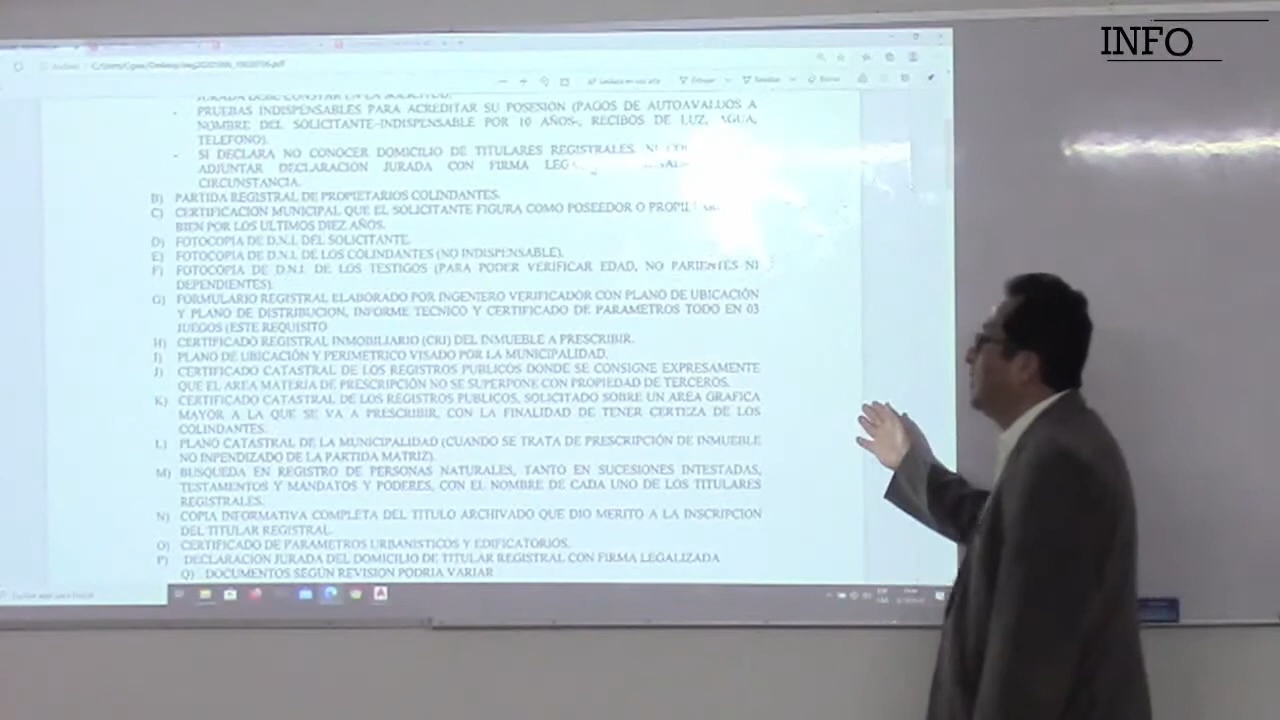 INFO
JURADA DEBE CONSTAR EN LA SOLICITUD.
- PRUEBAS INDISPENSABLES PARA ACREDITAR SU POSESIÓN (PAGOS DE AUTOAVALUOS A
NOMBRE DEL SOLICITANTE-INDISPENSABLE POR 10 AÑOS-, RECIBOS DE LUZ, AGUA,
TELEFONO).
- SI DECLARA NO CONOCER DOMICILIO DE TITULARES REGISTRALES,
ADJUNTAR DECLARACIÓN JURADA CON FIRMA
CIRCUNSTANCIA.
B) PARTIDA REGISTRAL DE PROPIETARIOS COLINDANTES.
C) CERTIFICACION MUNICIPAL QUE EL SOLICITANTE FIGURA COMO POSEEDOR O
BIEN POR LOS ULTIMOS DIEZ AÑOS.
D) FOTOCOPIA DE D.N.I. DEL SOLICITANTE.
E) FOTOCOPIA DE D.N.I. DE LOS COLINDANTES (NO INDISPENSABLE).
F) FOTOCOPIA DE D.N.I. DE LOS TESTIGOS (PARA PODER VERIFICAR EDAD, NO PARIENTES NI
DEPENDIENTES).
G) FORMULARIO REGISTRAL ELABORADO POR INGENIERO VERIFICADOR CON PLANO DE UBICACIÓN
Y PLANO DE DISTRIBUCION, INFORME TECNICO Y CERTIFICADO DE PARAMETROS TODO EN 03
JUEGOS (ESTE REQUISITO
H) CERTIFICADO REGISTRAL INMOBILIARIO (CRI) DEL INMUEBLE A PRESCRIBIR.
I) PLANO DE UBICACIÓN Y PERIMETRICO VISADO POR LA MUNICIPALIDAD.
J) CERTIFICADO CATASTRAL DE LOS REGISTROS PUBLICOS DONDE SE CONSIGNE EXPRESAMENTE
QUE EL AREA MATERIA DE PRESCRIPCIÓN NO SE SUPERPONE CON PROPIEDAD DE TERCEROS.
K) CERTIFICADO CATASTRAL DE LOS REGISTROS PUBLICOS, SOLICITADO SOBRE UN AREA GRAFICA
MAYOR A LA QUE SE VA A PRESCRIBIR, CON LA FINALIDAD DE TENER CERTEZA DE LOS
COLINDANTES.
L) PLANO CATASTRAL DE LA MUNICIPALIDAD (CUANDO SE TRATA DE PRESCRIPCIÓN DE INMUEBLE
NO INPENDIZADO DE LA PARTIDA MATRIZ).
M) BUSQUEDA EN REGISTRO DE PERSONAS NATURALES, TANTO EN SUCESIONES INTESTADAS,
TESTAMENTOS Y MANDATOS Y PODERES, CON EL NOMBRE DE CADA UNO DE LOS TITULARES
REGISTRALES.
N) COPIA INFORMATIVA COMPLETA DEL TITULO ARCHIVADO QUE DIO MERITO A LA INSCRIPCION
DEL TITULAR REGISTRAL.
O) CERTIFICADO DE PARAMETROS URBANISTICOS Y EDIFICATORIOS.
P) DECLARACIÓN JURADA DEL DOMICILIO DE TITULAR REGISTRAL CON FIRMA LEGALIZADA
Q) DOCUMENTOS SEGÚN REVISION PODRIA VARIAR